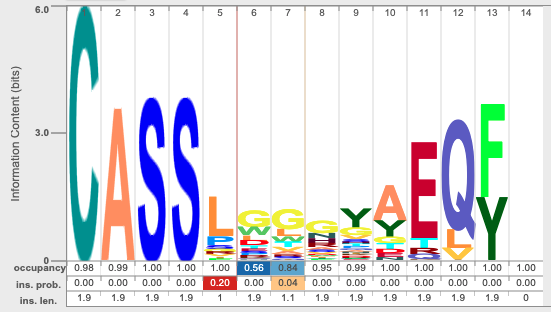 6.0 1 2 3 4 5 6 7 8 9 10 11 12 13 14
Information Content (bits)
3.0
0
C A S S L G G G Y A E Q F
P W L N G Y T L Y
D W H G R Y
occupancy 0.98 0.99 1.00 1.00 1.00 0.56 0.84 0.95 0.99 1.00 1.00 1.00 1.00 1.00
ins. prob. 0.00 0.00 0.00 0.00 0.20 0.00 0.04 0.00 0.00 0.00 0.00 0.00 0.00 0.00
ins. len. 1.9 1.9 1.9 1.9 1 1.9 1.1 1.9 1.9 1.9 1.9 1.9 1.9 0